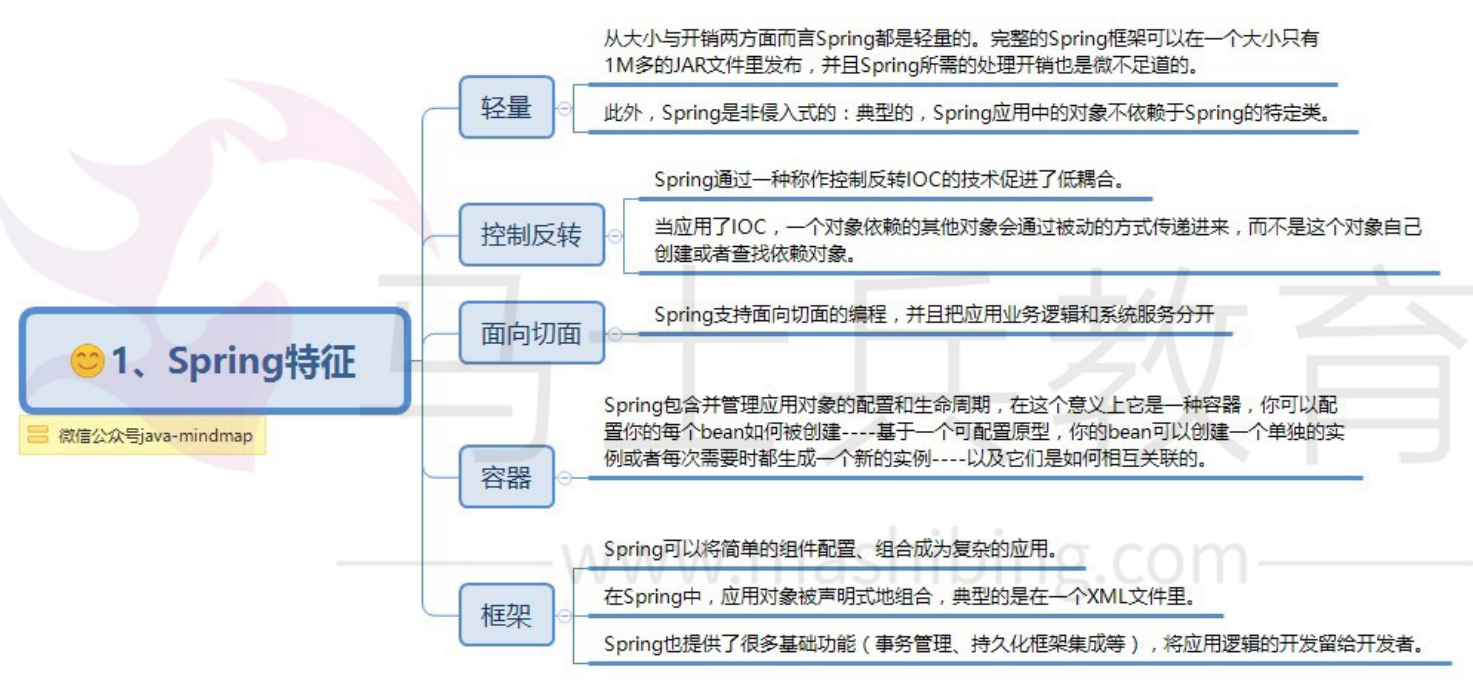 从大小与开销两方面而言Spring都是轻量的。完整的Spring框架可以在一个大小只有
1M多的JAR文件里发布，并且Spring所需的处理开销也是微不足道的。
轻量
此外，Spring是非侵入式的：典型的，Spring应用中的对象不依赖于Spring的特定类。
Spring通过一种称作控制反转IOC的技术促进了低耦合。
控制反转
当应用了IOC，一个对象依赖的其他对象会通过被动的方式传递进来，而不是这个对象自己
创建或者查找依赖对象。
面向切面
Spring支持面向切面的编程，并且把应用业务逻辑和系统服务分开
1、Spring特征
微信公众号java-mindmap
马士兵教育
Spring包含并管理应用对象的配置和生命周期，在这个意义上它是一种容器，你可以配
置你的每个bean如何被创建----基于一个可配置原型，你的bean可以创建一个单独的实
例或者每次需要时都生成一个新的实例----以及它们是如何相互关联的。
容器
www.mashibing.com
Spring可以将简单的组件配置、组合成为复杂的应用。
框架
在Spring中，应用对象被声明式地组合，典型的是在一个XML文件里。
Spring也提供了很多基础功能（事务管理、持久化框架集成等），将应用逻辑的开发留给开发者。